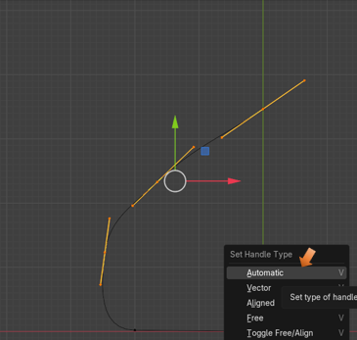 Set Handle Type
Automatic V
Vector
Set type of handle
Aligned
Free V
Toggle Free/Align V